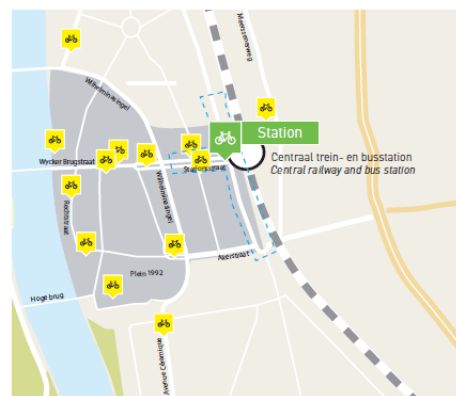 Meerssenaweg
Wilhelminasingel
Station
Centraal trein- en busstation
Central railway and bus station
Wycker Brugstraat
Stationsstraat
Wilhelminasingel
Rechtstraat
Akerstraat
Plein 1992
Hoge brug
Avenue Céramique